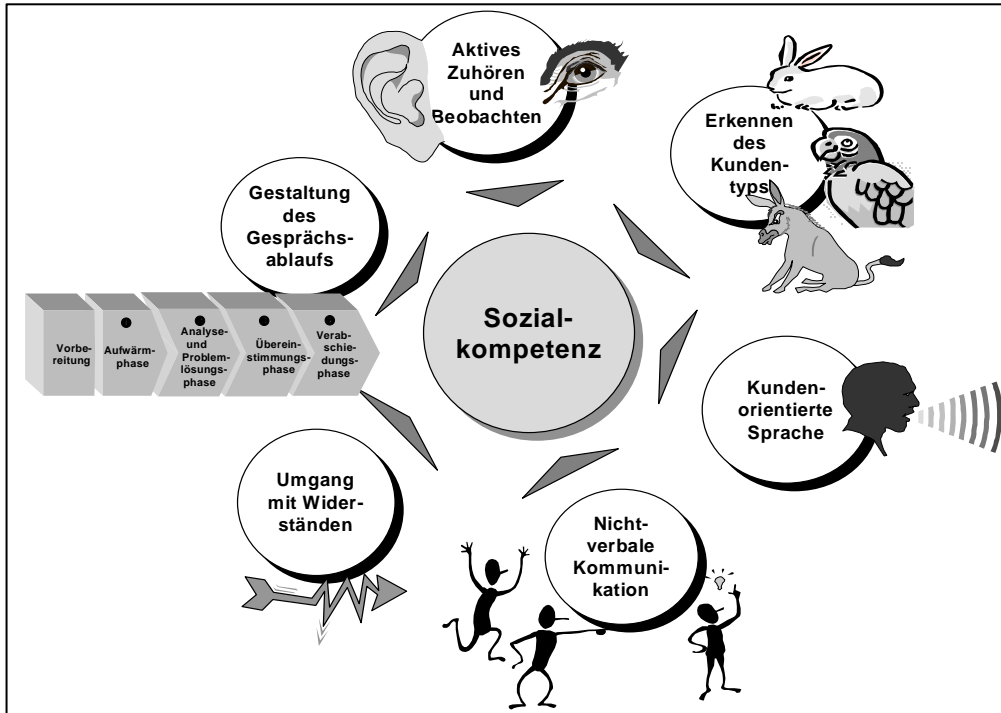 Aktives
Zuhören
und
Beobachten
Erkennen
des
Kunden-
typs
Gestaltung
des
Gesprächs-
ablaufs
Sozial-
kompetenz
Vorbe-
reitung
Aufwärm-
phase
Analyse-
und
Problem-
lösungs-
phase
Überein-
stimmungs-
phase
Verab-
schie-
dungs-
phase
Kunden-
orientierte
Sprache
Umgang
mit Wider-
ständen
Nicht-
verbale
Kommuni-
kation